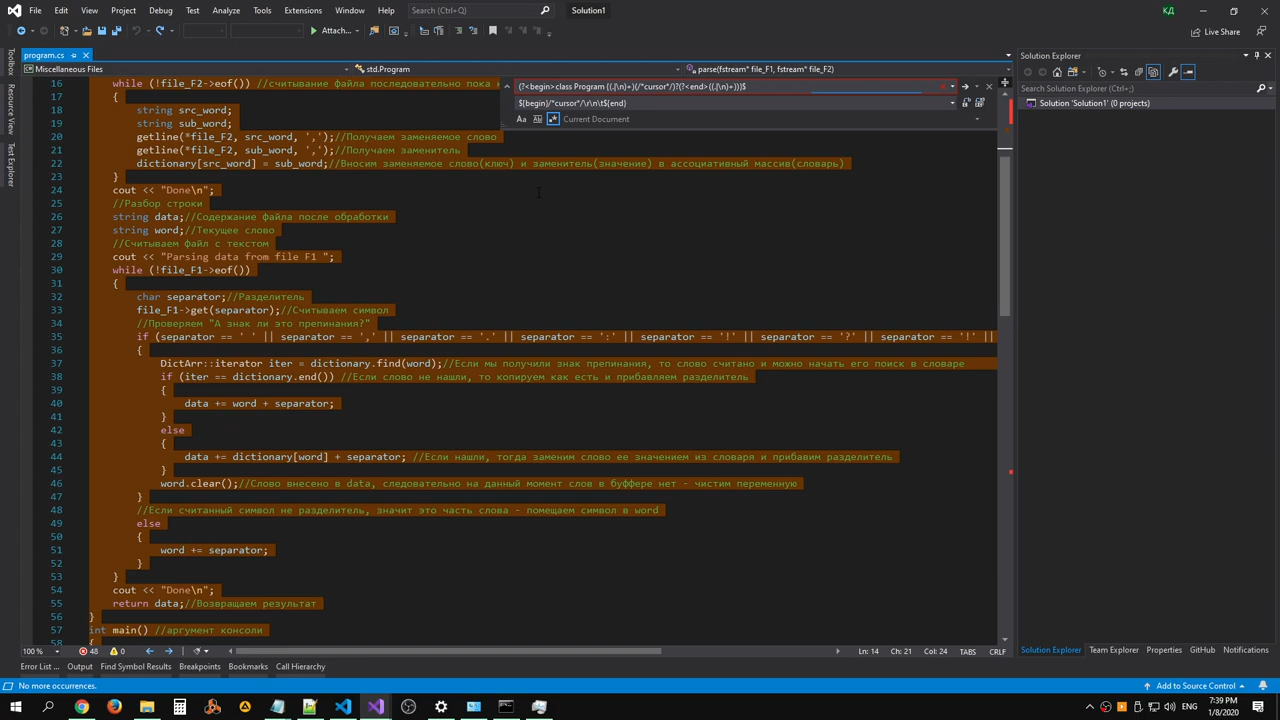 File Edit View Project Debug Test Analyze Tools Extensions Window Help Search (Ctrl+Q) Solution1 КД
Attach... Live Share
program.cs Solution Explorer
Miscellaneous Files std.Program parse(fstream* file_F1, fstream* file_F2)
Toolbox
Resource View
Test Explorer
(?<begin>class Program ((.|\n)+)(/*cursor*/)?(?<end>((.|\n)+)))$
${begin}/*cursor*/\r\n\t${end}
Aa Current Document
Search Solution Explorer (Ctrl+;)
Solution 'Solution1' (0 projects)
16 while (!file_F2->eof()) //считывание файла последовательно пока
17 {
18 string src_word;
19 string sub_word;
20 getline(*file_F2, src_word, ',');//Получаем заменяемое слово
21 getline(*file_F2, sub_word, ',');//Получаем заменитель
22 dictionary[src_word] = sub_word;//Вносим заменяемое слово(ключ) и заменитель(значение) в ассоциативный массив(словарь)
23 }
24 cout << "Done\n";
25 //Разбор строки
26 string data;//Содержание файла после обработки
27 string word;//Текущее слово
28 //Считываем файл с текстом
29 cout << "Parsing data from file F1 ";
30 while (!file_F1->eof())
31 {
32 char separator;//Разделитель
33 file_F1->get(separator);//Считываем символ
34 //Проверяем "А знак ли это препинания?"
35 if (separator == ' ' || separator == ',' || separator == '.' || separator == ':' || separator == '!' || separator == '?' || separator == '!' ||
36 {
37 DictArr::iterator iter = dictionary.find(word);//Если мы получили знак препинания, то слово считано и можно начать его поиск в словаре
38 if (iter == dictionary.end()) //Если слово не нашли, то копируем как есть и прибавляем разделитель
39 {
40 data += word + separator;
41 }
42 else
43 {
44 data += dictionary[word] + separator; //Если нашли, тогда заменим слово ее значением из словаря и прибавим разделитель
45 }
46 word.clear();//Слово внесено в data, следовательно на данный момент слов в буффере нет - чистим переменную
47 }
48 //Если считанный символ не разделитель, значит это часть слова - помещаем символ в word
49 else
50 {
51 word += separator;
52 }
53 }
54 cout << "Done\n";
55 return data;//Возвращаем результат
56 }
57 int main() //аргумент консоли
58 {
100 % 48 0 Ln: 14 Ch: 21 Col: 24 TABS CRLF
Solution Explorer Team Explorer Properties GitHub Notifications
Error List ... Output Find Symbol Results Breakpoints Bookmarks Call Hierarchy
No more occurrences. Add to Source Control
ENG 7:39 PM
1/8/2020